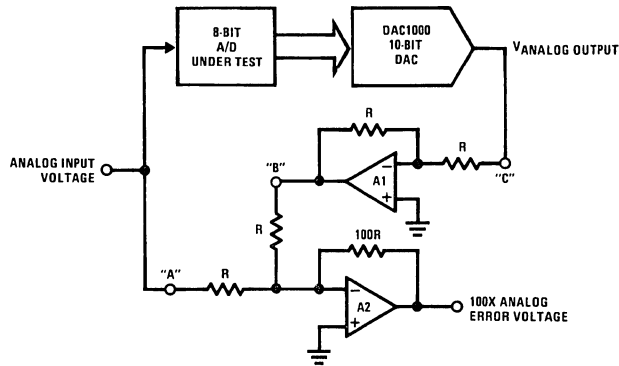 8-BIT
A/D
UNDER TEST
DAC1000
10-BIT
DAC
VANALOG OUTPUT
R
R
ANALOG INPUT
VOLTAGE
"B"
−
A1
+
"C"
R
100R
"A"
R
−
A2
+
100X ANALOG
ERROR VOLTAGE